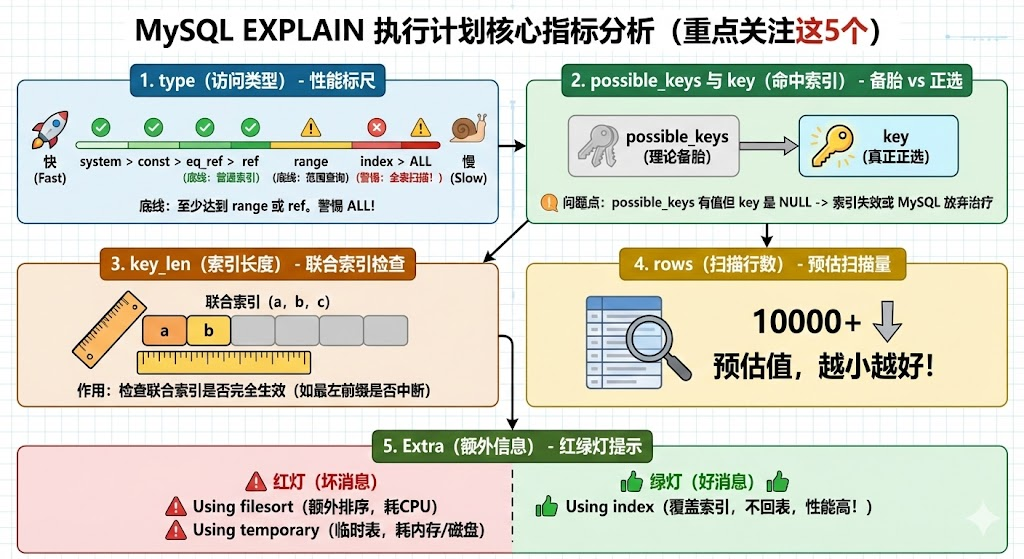 MySQL EXPLAIN 执行计划核心指标分析（重点关注这5个）
1. type（访问类型） - 性能标尺
快
(Fast)
system > const > eq_ref > ref
(底线：普通索引)
range
(底线：范围查询)
index > ALL
(警惕：全表扫描！)
慢
(Slow)
底线：至少达到 range 或 ref。警惕 ALL！
2. possible_keys 与 key（命中索引） - 备胎 vs 正选
possible_keys
(理论备胎)
key
(真正正选)
问题点：possible_keys 有值但 key 是 NULL -> 索引失效或 MySQL 放弃治疗
3. key_len（索引长度） - 联合索引检查
联合索引（a，b，c）
a b
作用：检查联合索引是否完全生效（如最左前缀是否中断）
4. rows（扫描行数） - 预估扫描量
10000+
预估值，越小越好！
5. Extra（额外信息） - 红绿灯提示
红灯（坏消息）
Using filesort（额外排序，耗CPU）
Using temporary（临时表，耗内存/磁盘）
绿灯（好消息）
Using index（覆盖索引，不回表，性能高！）